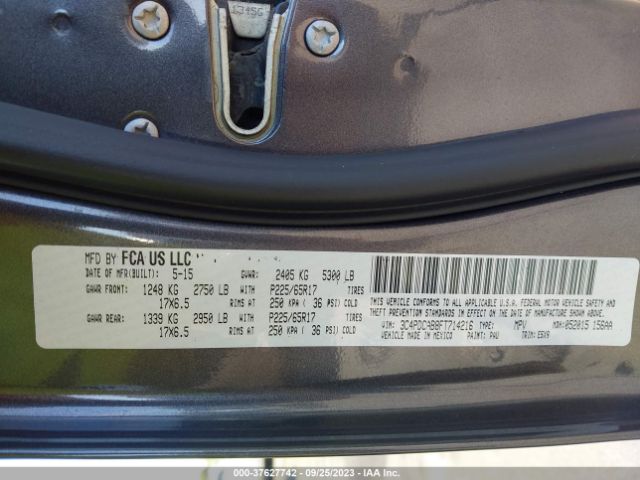 13456
MFD BY FCA US LLC
DATE OF MFR(BUILT): 5-15 GVWR: 2405 KG 5300 LB
GAWR FRONT: 1248 KG 2750 LB WITH P225/65R17 TIRES
17X6.5 RIMS AT 250 KPA ( 36 PSI) COLD
GAWR REAR: 1339 KG 2950 LB WITH P225/65R17 TIRES
17X6.5 RIMS AT 250 KPA ( 36 PSI) COLD
THIS VEHICLE CONFORMS TO ALL APPLICABLE U.S.A. FEDERAL MOTOR VEHICLE SAFETY AND
THEFT PREVENTION STANDARDS IN EFFECT ON THE DATE OF MANUFACTURE SHOWN ABOVE.
VIN: 3C4PDCAB8FT714216 TYPE: MPV MDH: 052015 156AA
VEHICLE MADE IN MEXICO PAINT: PAU TRIM: E6X9
000-37627742 / 09/25/2023 - IAA Inc.